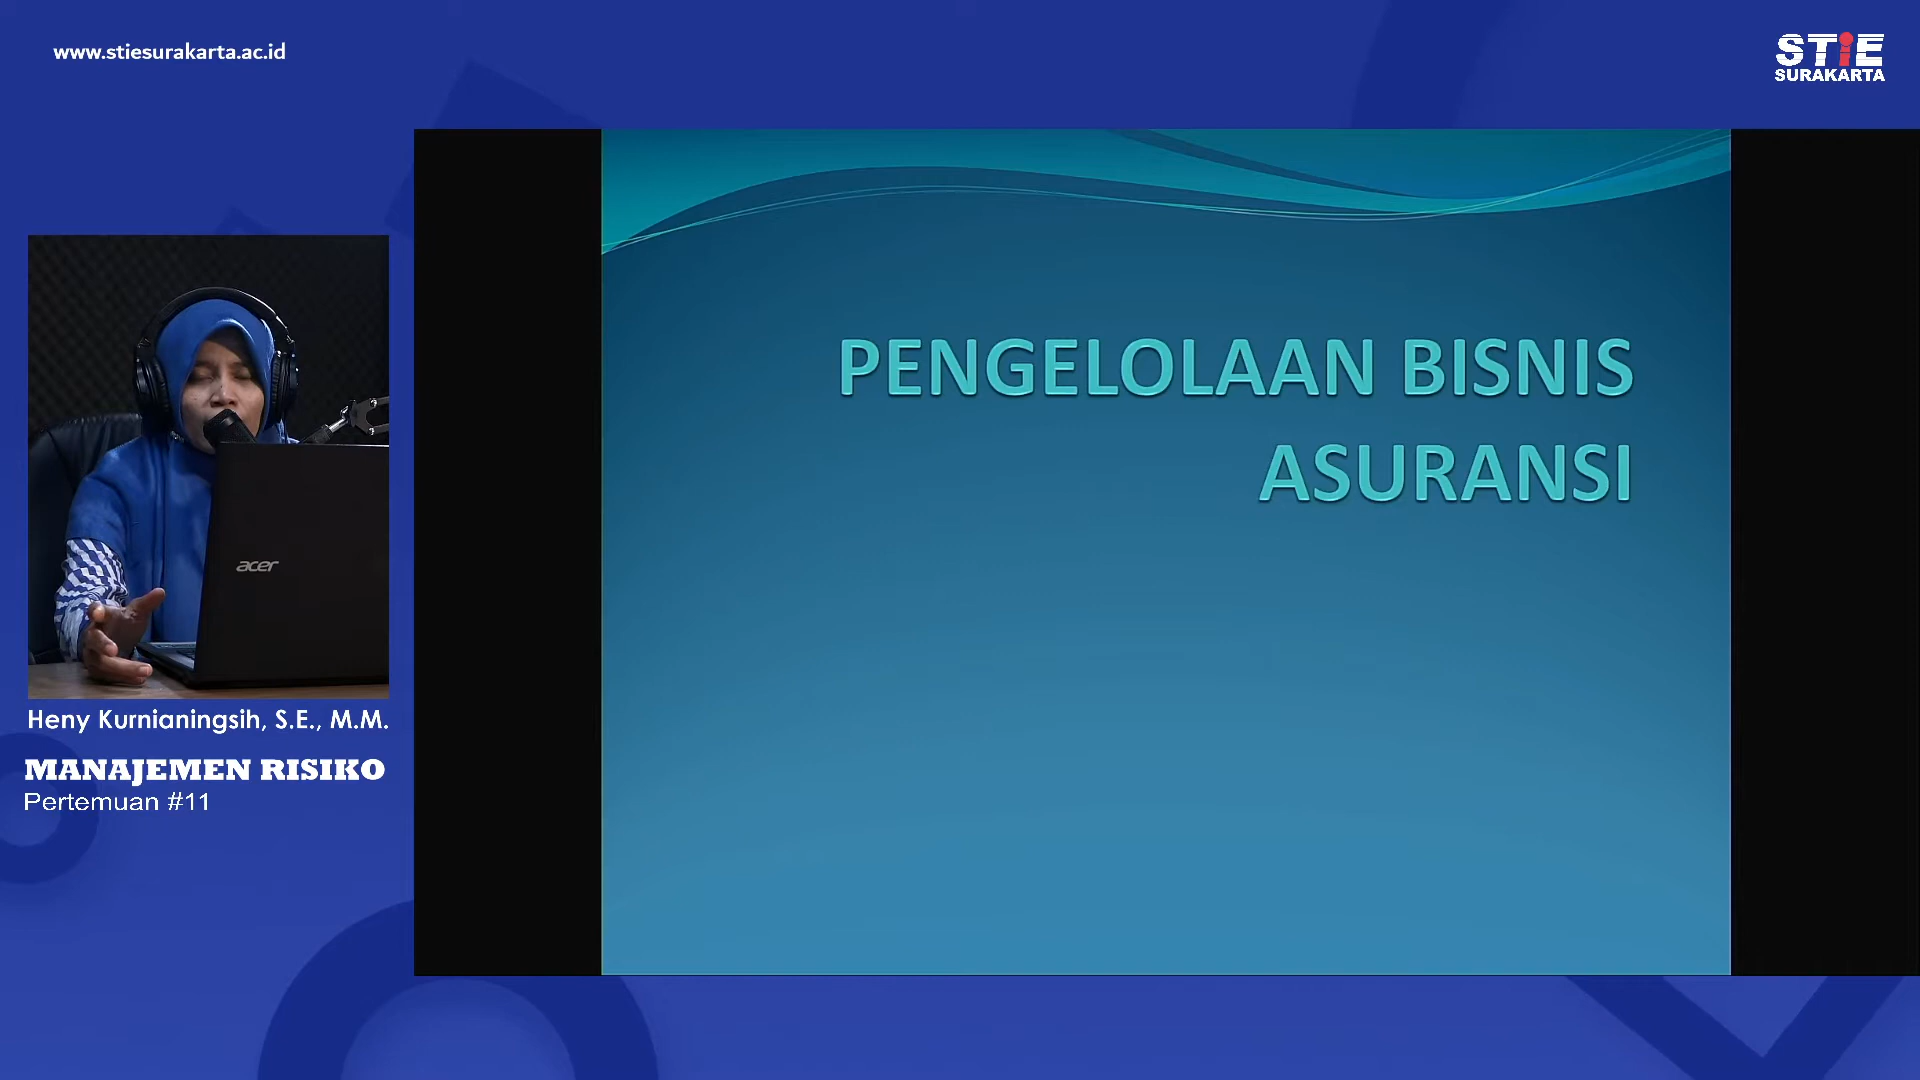 www.stiesurakarta.ac.id
STiE
SURAKARTA
PENGELOLAAN BISNIS
ASURANSI
acer
Heny Kurnianingsih, S.E., M.M.
MANAJEMEN RISIKO
Pertemuan #11